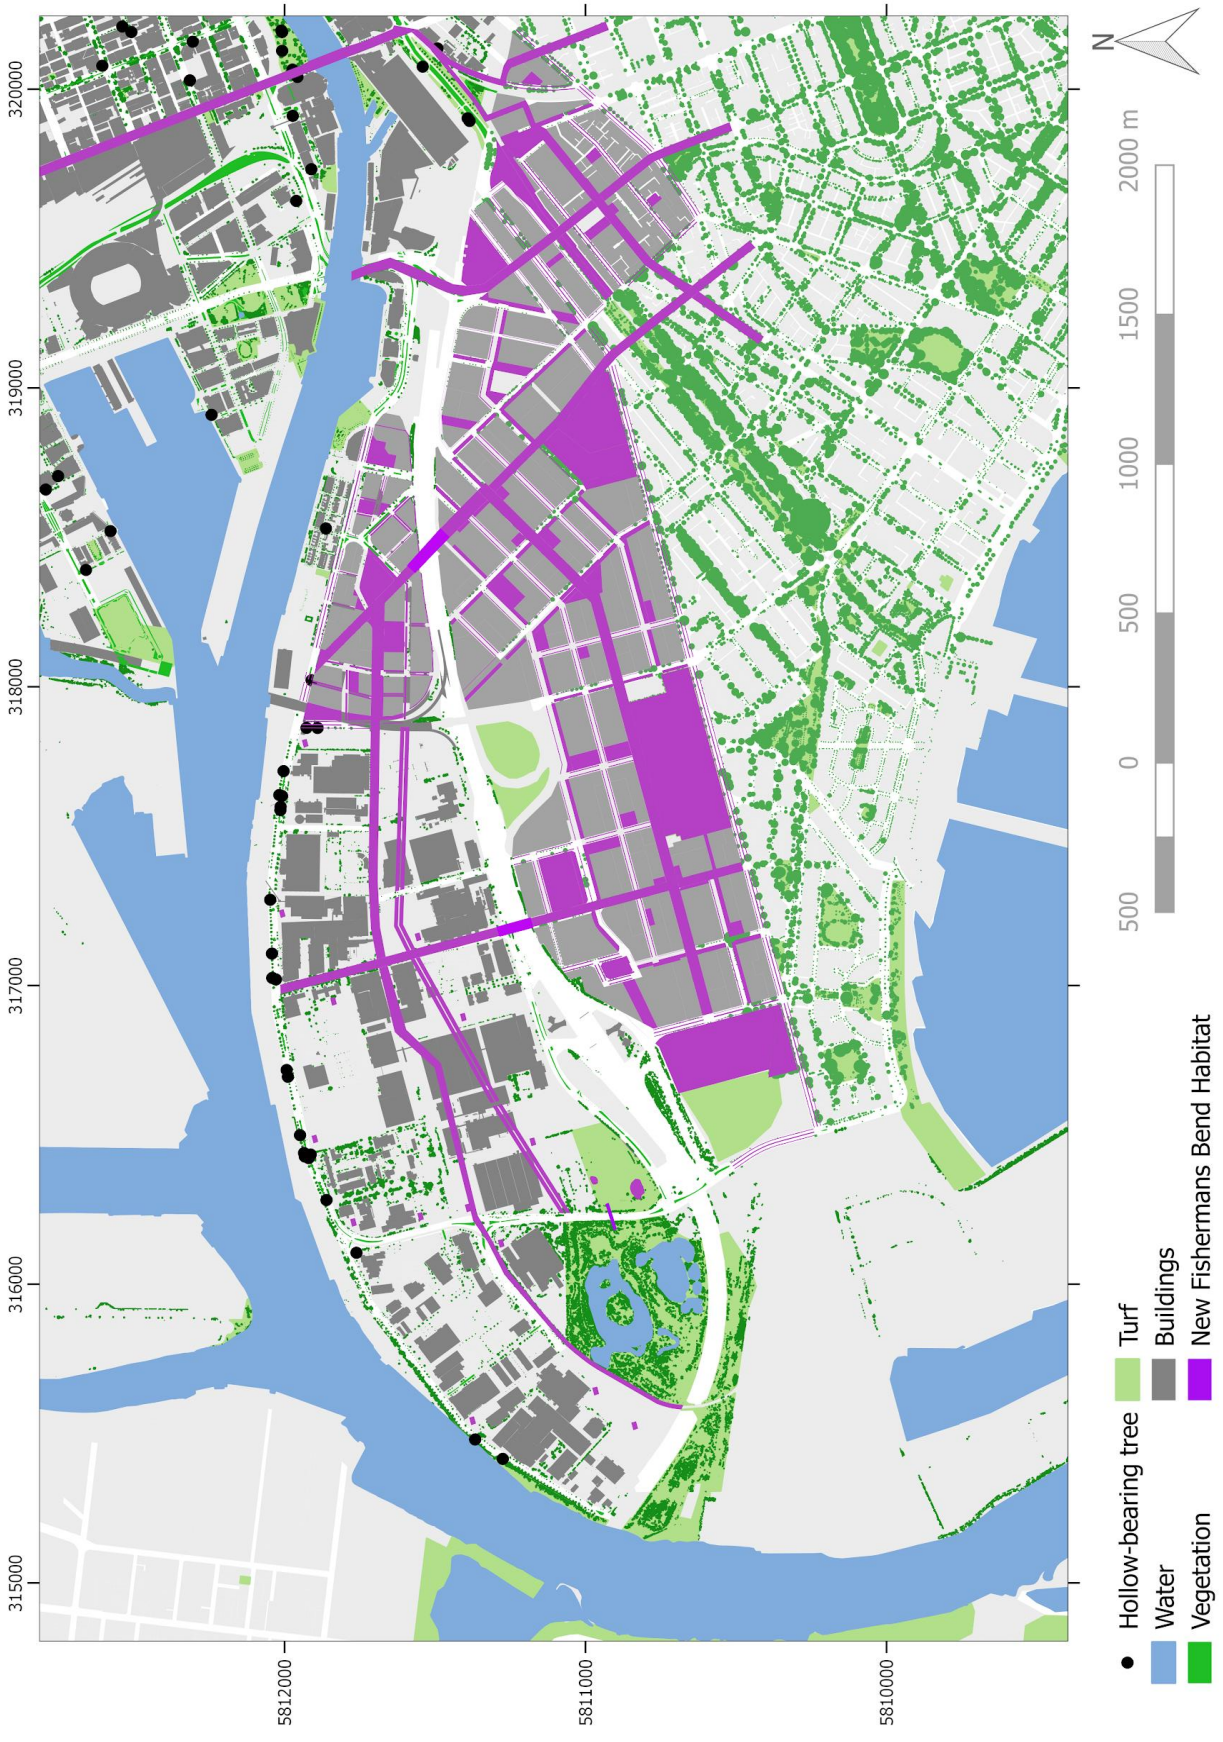 315000
316000
317000
318000
319000
320000
5812000
5811000
5810000
N
500 0 500 1000 1500 2000 m
Hollow-bearing tree
Water
Vegetation
Turf
Buildings
New Fishermans Bend Habitat